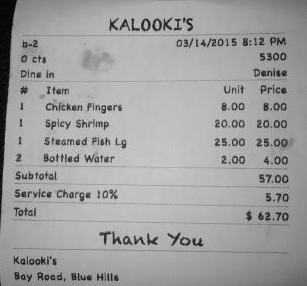 KALOOKI'S
b-2 03/14/2015 8:12 PM
0 cts 5300
Dine in Denise
# Item Unit Price
1 Chicken Fingers 8.00 8.00
1 Spicy Shrimp 20.00 20.00
1 Steamed Fish Lg 25.00 25.00
2 Bottled Water 2.00 4.00
Subtotal 57.00
Service Charge 10% 5.70
Total $ 62.70
Thank You
Kalooki's
Bay Road, Blue Hills